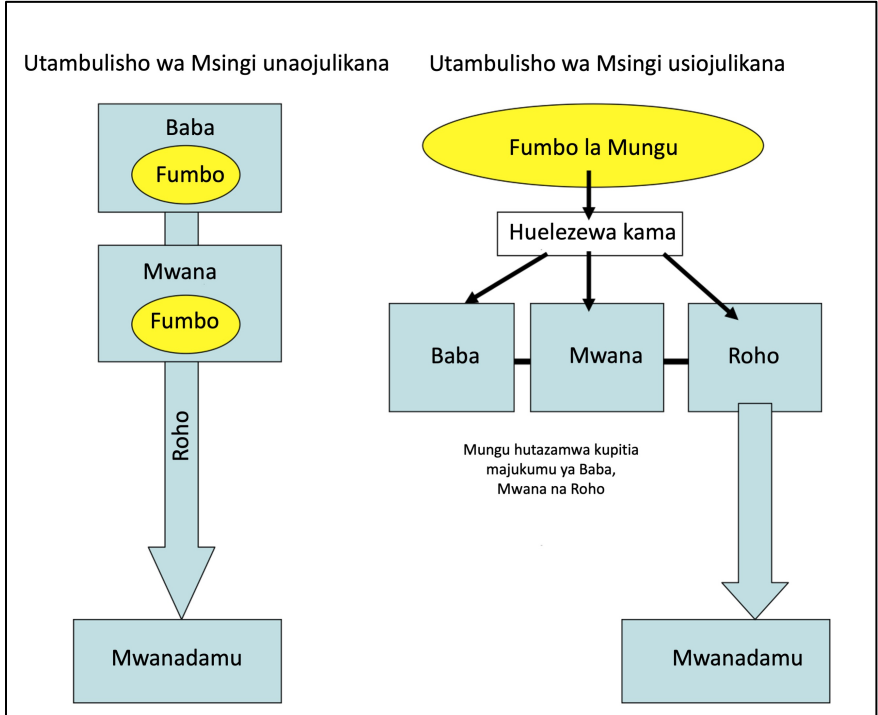 Utambulisho wa Msingi unaojulikana
Baba
Fumbo
Mwana
Fumbo
Roho
Mwanadamu
Utambulisho wa Msingi usiojulikana
Fumbo la Mungu
Huelezewa kama
Baba
Mwana
Roho
Mungu hutazamwa kupitia
majukumu ya Baba,
Mwana na Roho
Mwanadamu